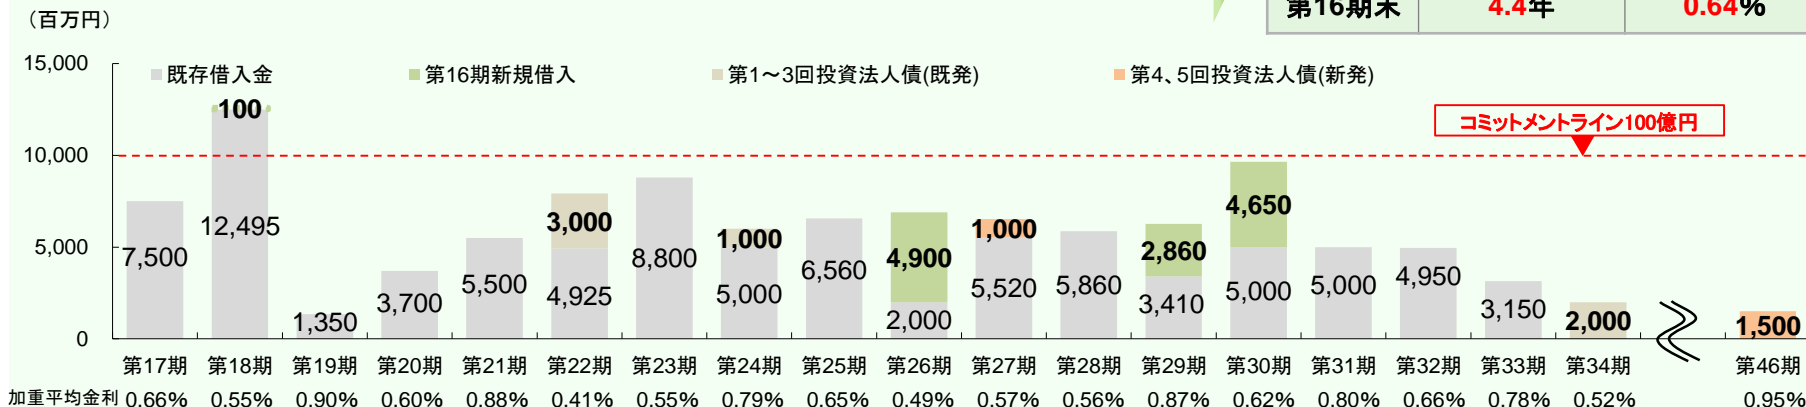 （百万円）
第16期末 4.4年 0.64%
15,000
既存借入金 第16期新規借入 第1～3回投資法人債(既発) 第4、5回投資法人債(新発)
100
コミットメントライン100億円
10,000
7,500 12,495 1,350 3,700 5,500 3,000 4,925 8,800 1,000 5,000 6,560 4,900 2,000 1,000 5,520 5,860 2,860 3,410 4,650 5,000 5,000 4,950 3,150 2,000 1,500
5,000
0
第17期 第18期 第19期 第20期 第21期 第22期 第23期 第24期 第25期 第26期 第27期 第28期 第29期 第30期 第31期 第32期 第33期 第34期 第46期
加重平均金利 0.66% 0.55% 0.90% 0.60% 0.88% 0.41% 0.55% 0.79% 0.65% 0.49% 0.57% 0.56% 0.87% 0.62% 0.80% 0.66% 0.78% 0.52% 0.95%